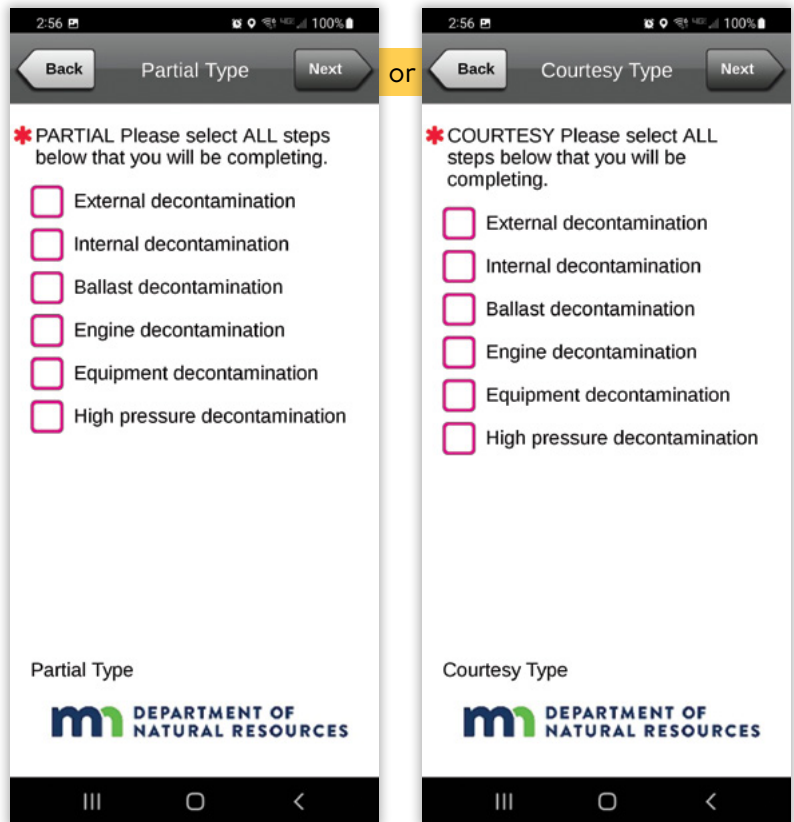 2:56
100%
Back
Partial Type
Next
✱ PARTIAL Please select ALL steps
below that you will be completing.
External decontamination
Internal decontamination
Ballast decontamination
Engine decontamination
Equipment decontamination
High pressure decontamination
Partial Type
mn DEPARTMENT OF
NATURAL RESOURCES
or
2:56
100%
Back
Courtesy Type
Next
✱ COURTESY Please select ALL
steps below that you will be
completing.
External decontamination
Internal decontamination
Ballast decontamination
Engine decontamination
Equipment decontamination
High pressure decontamination
Courtesy Type
mn DEPARTMENT OF
NATURAL RESOURCES